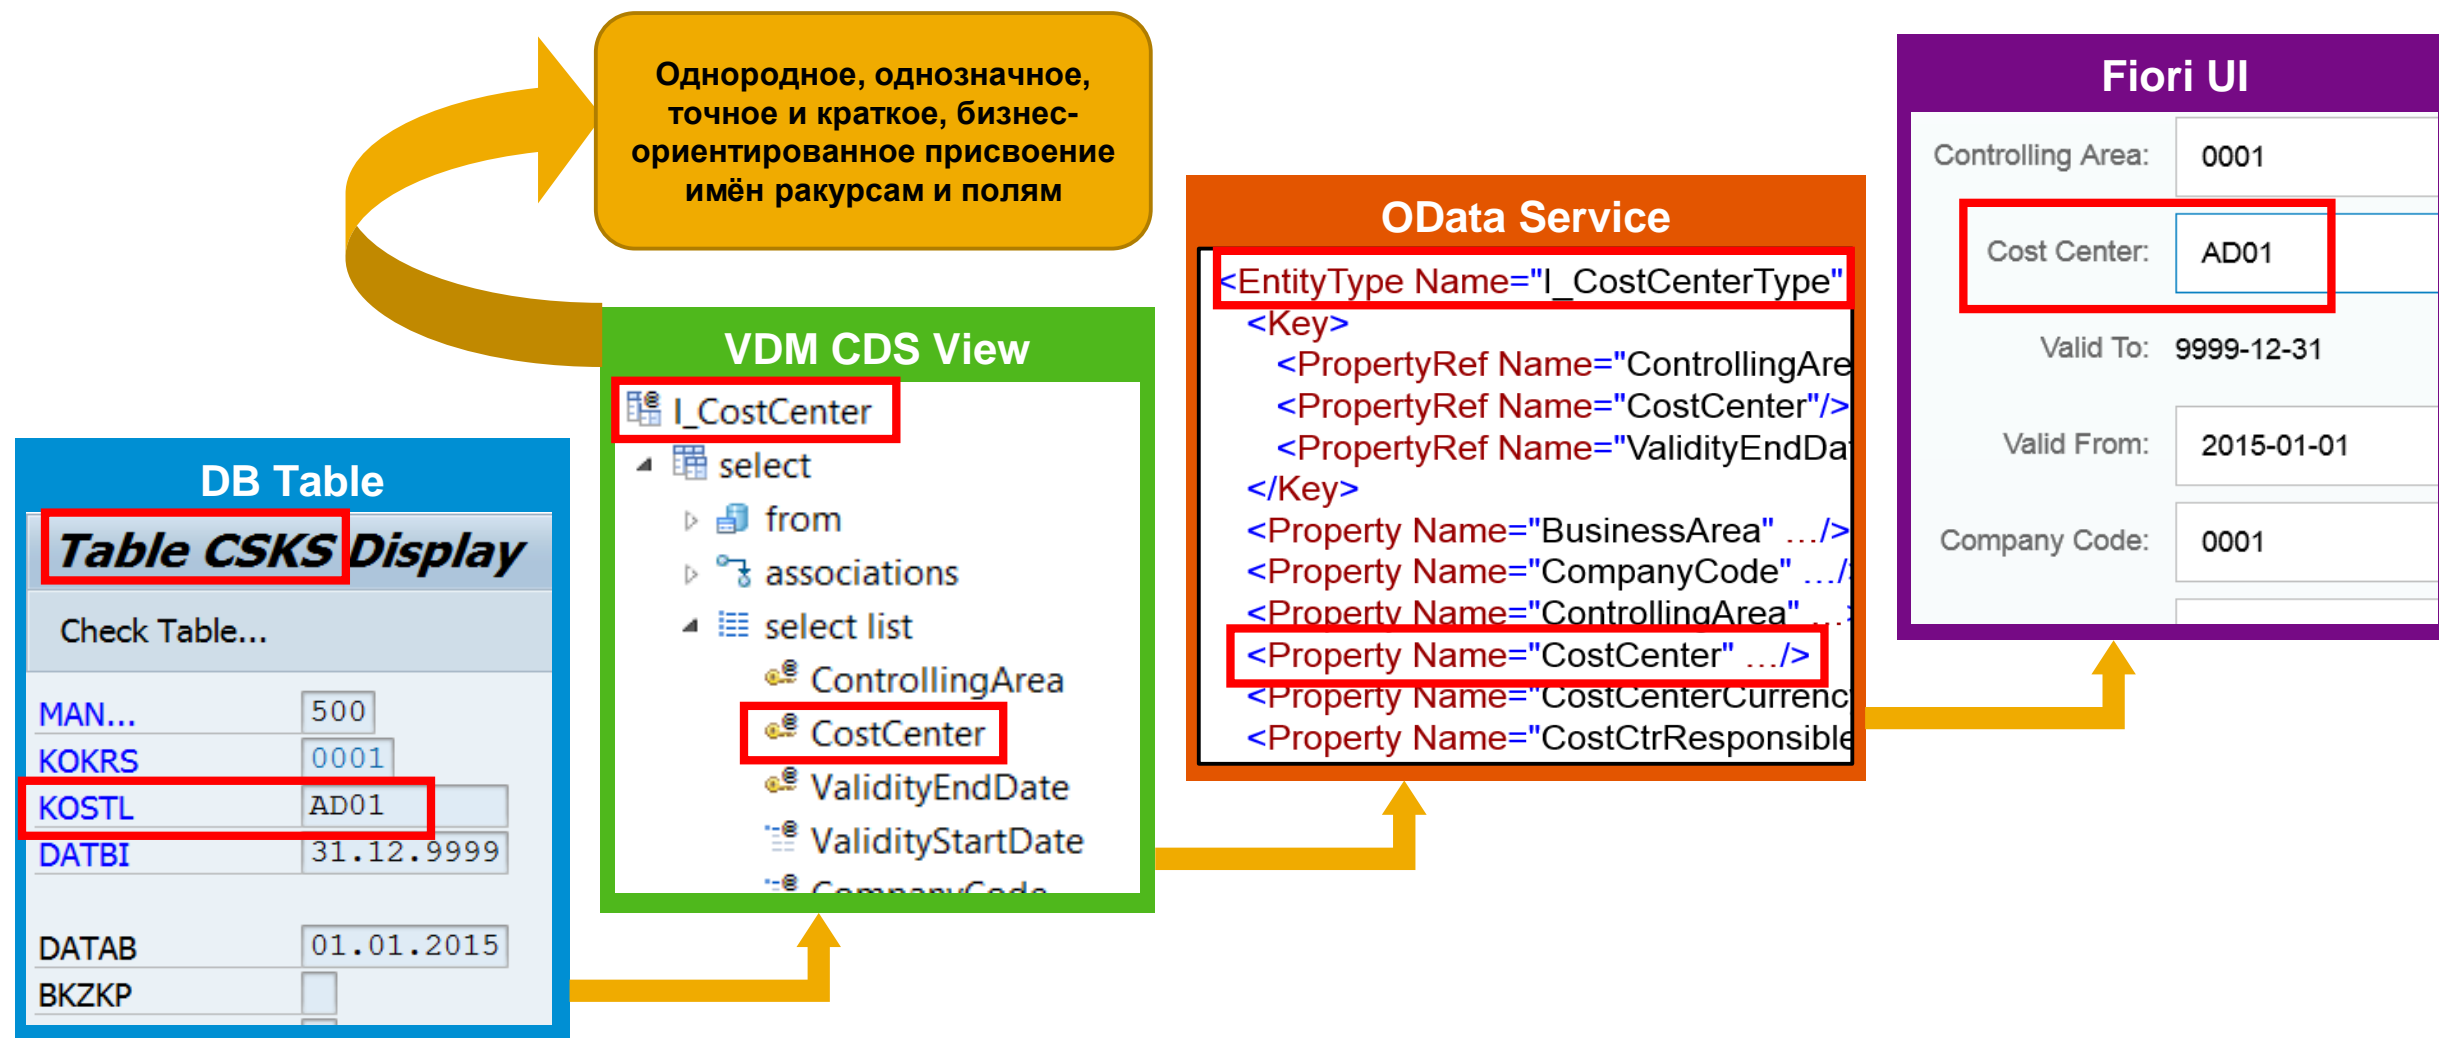 Однородное, однозначное,
точное и краткое, бизнес-
ориентированное присвоение
имён ракурсам и полям
DB Table
Table CSKS Display
Check Table...
MAN... 500
KOKRS 0001
KOSTL AD01
DATBI 31.12.9999
DATAB 01.01.2015
BKZKP
VDM CDS View
I_CostCenter
select
from
associations
select list
ControllingArea
CostCenter
ValidityEndDate
ValidityStartDate
CompanyCode
OData Service
<EntityType Name="I_CostCenterType"
<Key>
<PropertyRef Name="ControllingAre
<PropertyRef Name="CostCenter"/>
<PropertyRef Name="ValidityEndDat
</Key>
<Property Name="BusinessArea" …/>
<Property Name="CompanyCode" …/>
<Property Name="ControllingArea" …>
<Property Name="CostCenter" …/>
<Property Name="CostCenterCurrency
<Property Name="CostCtrResponsible
Fiori UI
Controlling Area: 0001
Cost Center: AD01
Valid To: 9999-12-31
Valid From: 2015-01-01
Company Code: 0001